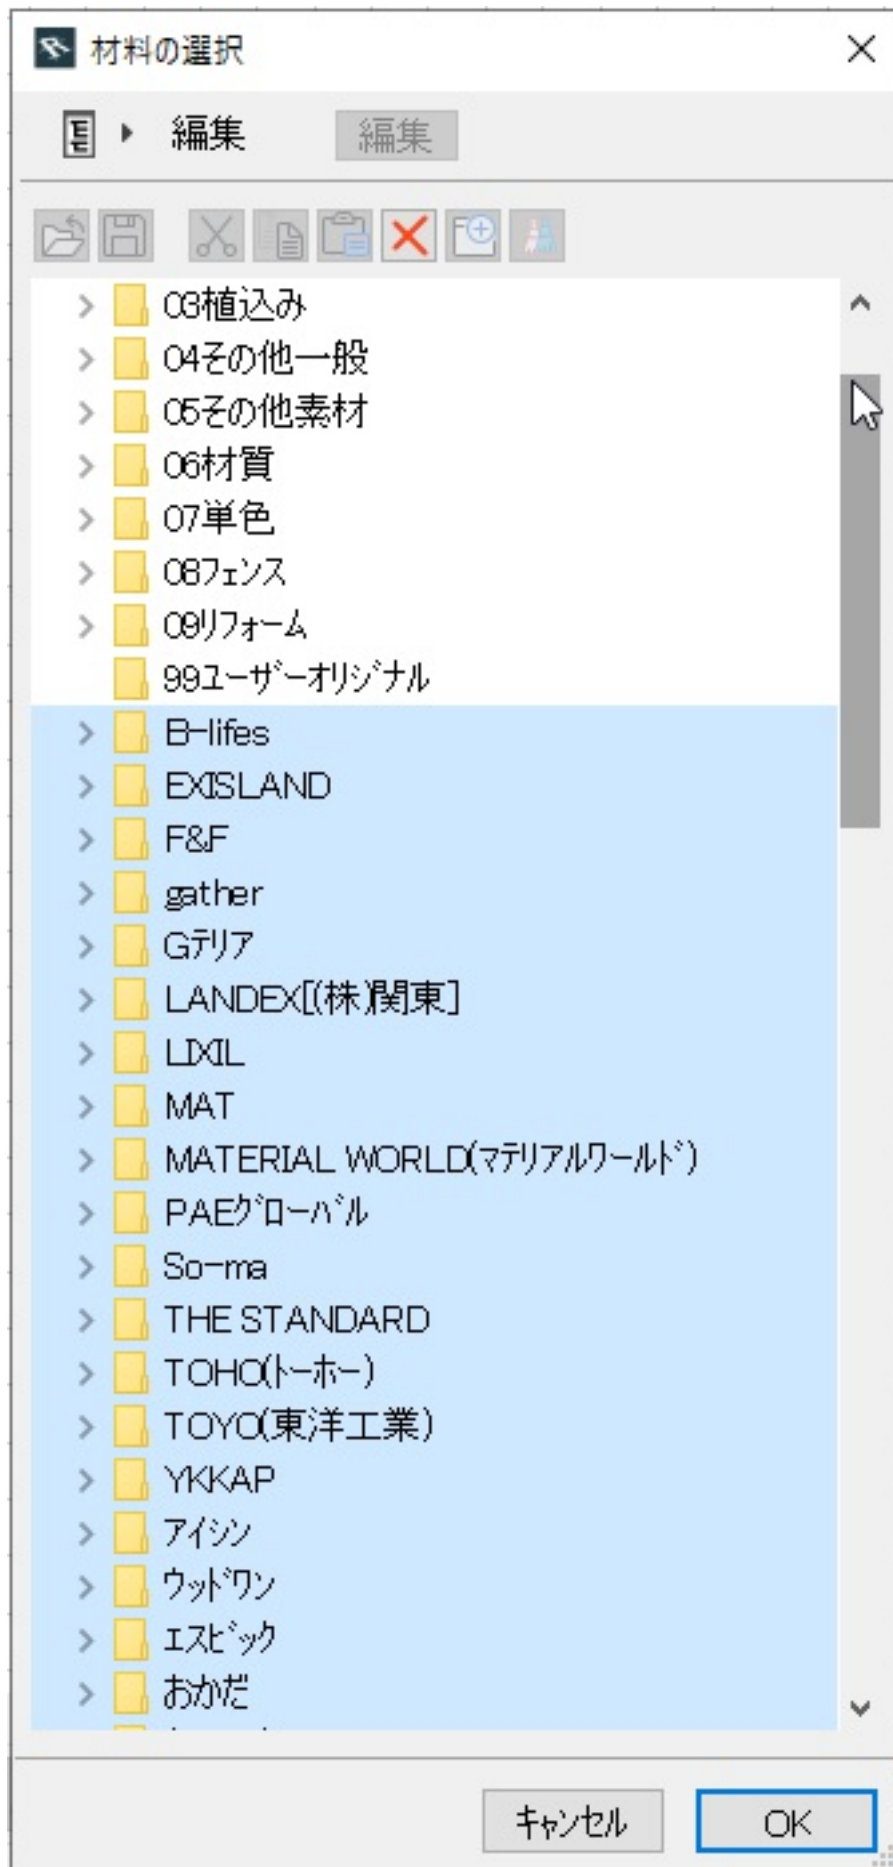 材料の選択
編集 編集
03植込み
04その他一般
05その他素材
06材質
07単色
08フェンス
09リフォーム
99ユーザーオリジナル
B-lifes
EXISLAND
F&F
gather
Gテリア
LANDEX[(株)関東]
LIXIL
MAT
MATERIAL WORLD(マテリアルワールド)
PAEグローバル
So-ma
THE STANDARD
TOHO(トーホー)
TOYO(東洋工業)
YKKAP
アイシン
ウッドワン
エスビック
おかだ
キャンセル OK